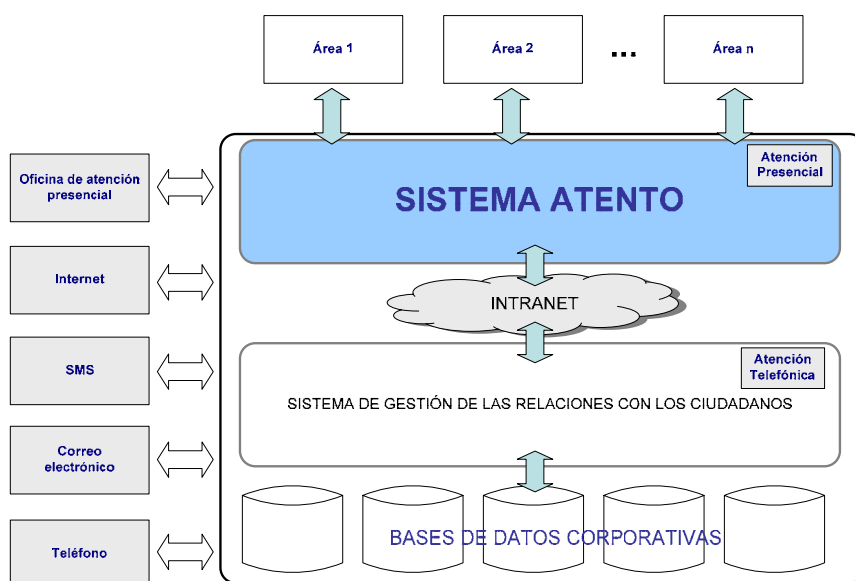 Área 1
Área 2
...
Área n
Atención
Presencial
SISTEMA ATENTO
Oficina de atención
presencial
Internet
INTRANET
SMS
Atención
Telefónica
SISTEMA DE GESTIÓN DE LAS RELACIONES CON LOS CIUDADANOS
Correo
electrónico
BASES DE DATOS CORPORATIVAS
Teléfono